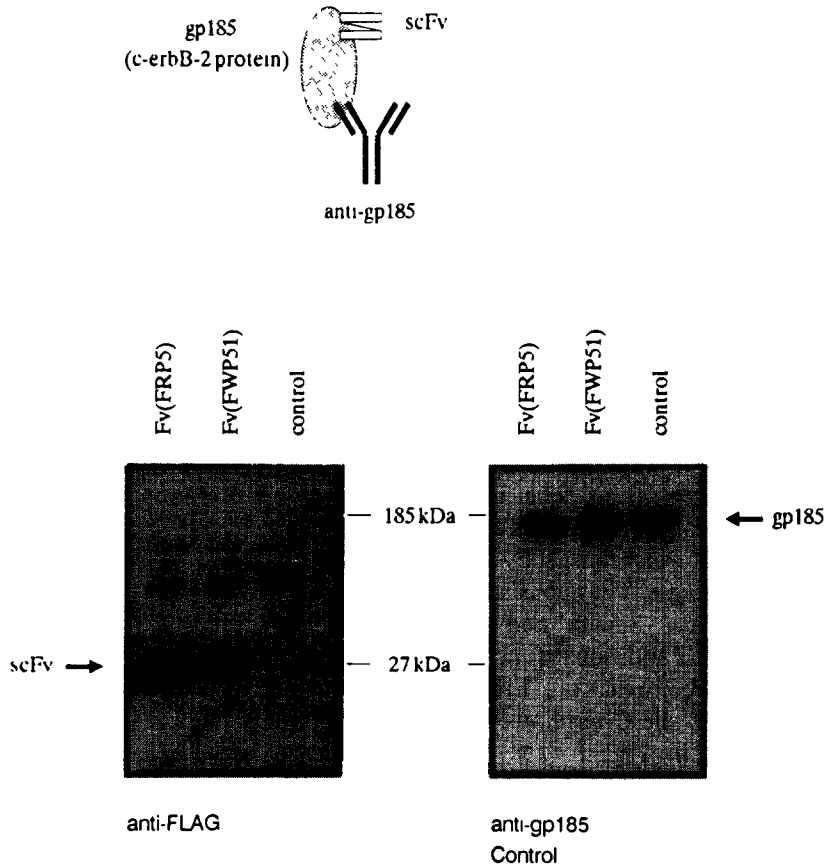 gp185
(c-erbB-2 protein)
scFv
anti-gp185
Fv(FRP5)
Fv(FWP51)
control
Fv(FRP5)
Fv(FWP51)
control
185 kDa
gp185
scFv
27 kDa
anti-FLAG
anti-gp185
Control